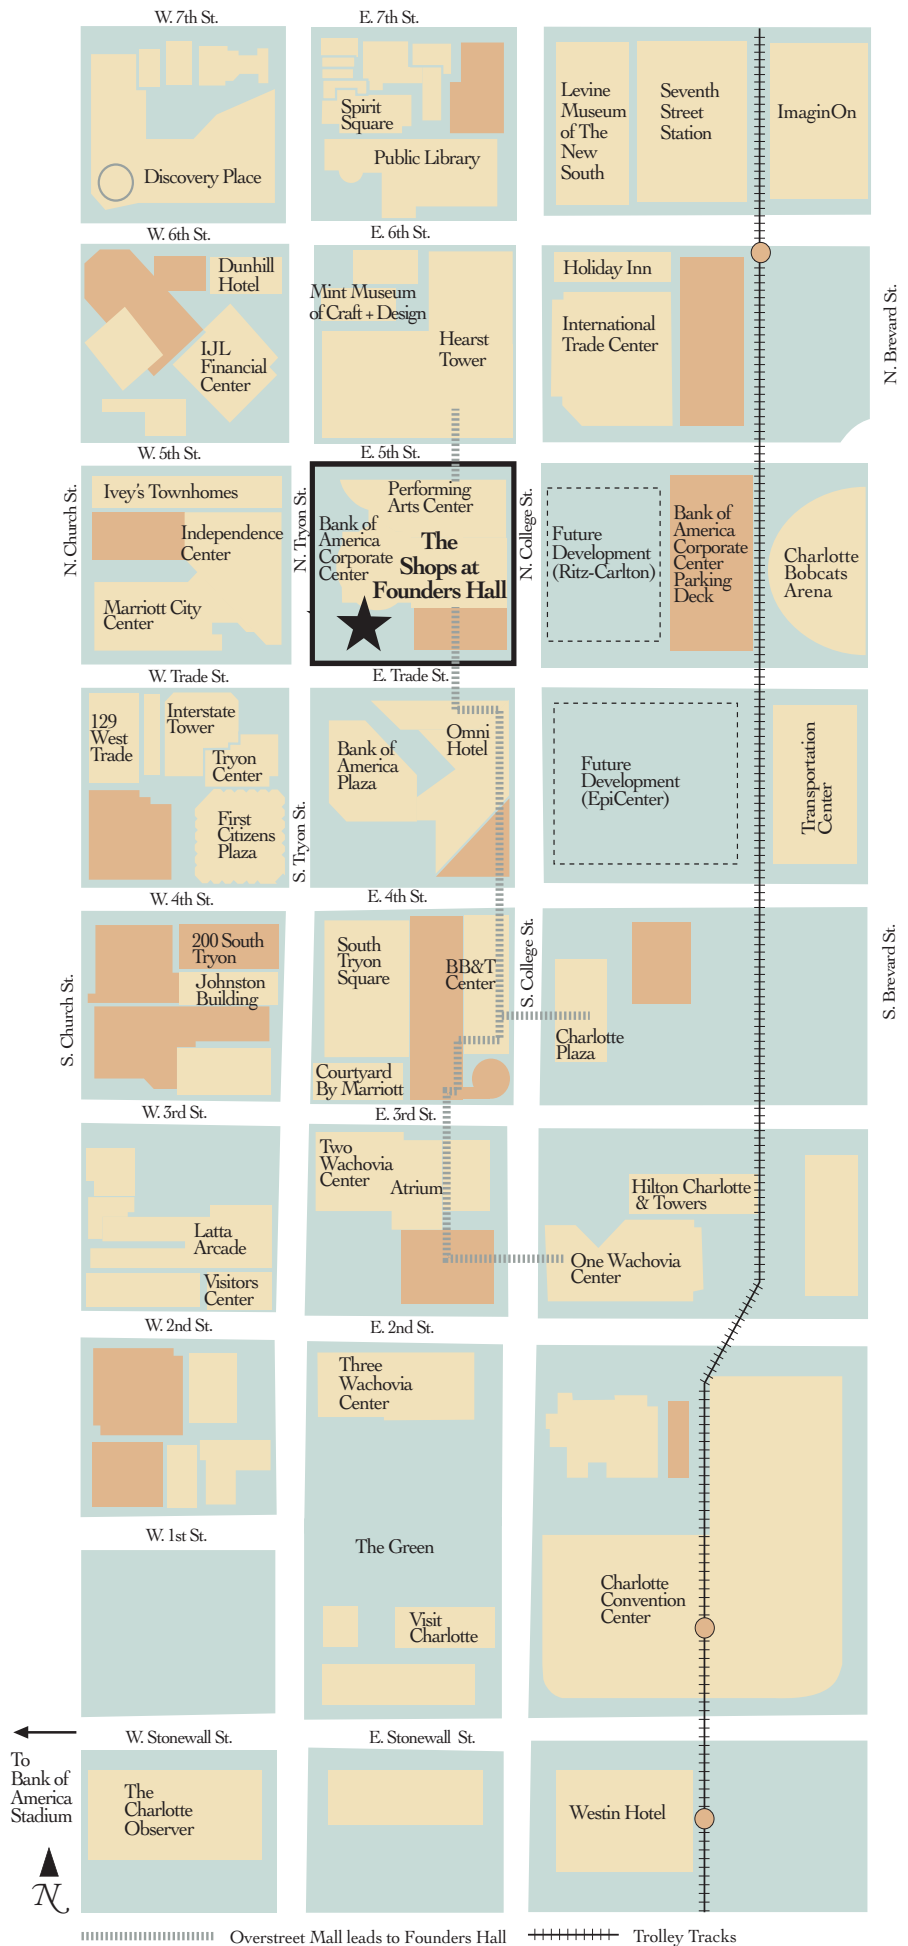 W. 7th St.
E. 7th St.
Levine
Museum
of The
New
South
Seventh
Street
Station
ImaginOn
Spirit
Square
Public Library
Discovery Place
W. 6th St.
E. 6th St.
Dunhill
Hotel
Mint Museum
of Craft + Design
Holiday Inn
International
Trade Center
Hearst
Tower
IJL
Financial
Center
N. Brevard St.
W. 5th St.
E. 5th St.
N. Church St.
N. Tryon St.
N. College St.
Ivey's Townhomes
Independence
Center
Marriott City
Center
Performing
Arts Center
Bank of
America
Corporate
Center
The
Shops at
Founders Hall
Future
Development
(Ritz-Carlton)
Bank of
America
Corporate
Center
Parking
Deck
Charlotte
Bobcats
Arena
W. Trade St.
E. Trade St.
129
West
Trade
Interstate
Tower
Tryon
Center
First
Citizens
Plaza
S. Tryon St.
Bank of
America
Plaza
Omni
Hotel
Future
Development
(EpiCenter)
Transportation
Center
W. 4th St.
E. 4th St.
S. Church St.
200 South
Tryon
Johnston
Building
South
Tryon
Square
BB&T
Center
Courtyard
By Marriott
S. College St.
Charlotte
Plaza
S. Brevard St.
W. 3rd St.
E. 3rd St.
Two
Wachovia
Center
Atrium
Hilton Charlotte
& Towers
One Wachovia
Center
Latta
Arcade
Visitors
Center
W. 2nd St.
E. 2nd St.
Three
Wachovia
Center
W. 1st St.
The Green
Visit
Charlotte
Charlotte
Convention
Center
W. Stonewall St.
E. Stonewall St.
To
Bank of
America
Stadium
The
Charlotte
Observer
Westin Hotel
N
Overstreet Mall leads to Founders Hall
Trolley Tracks